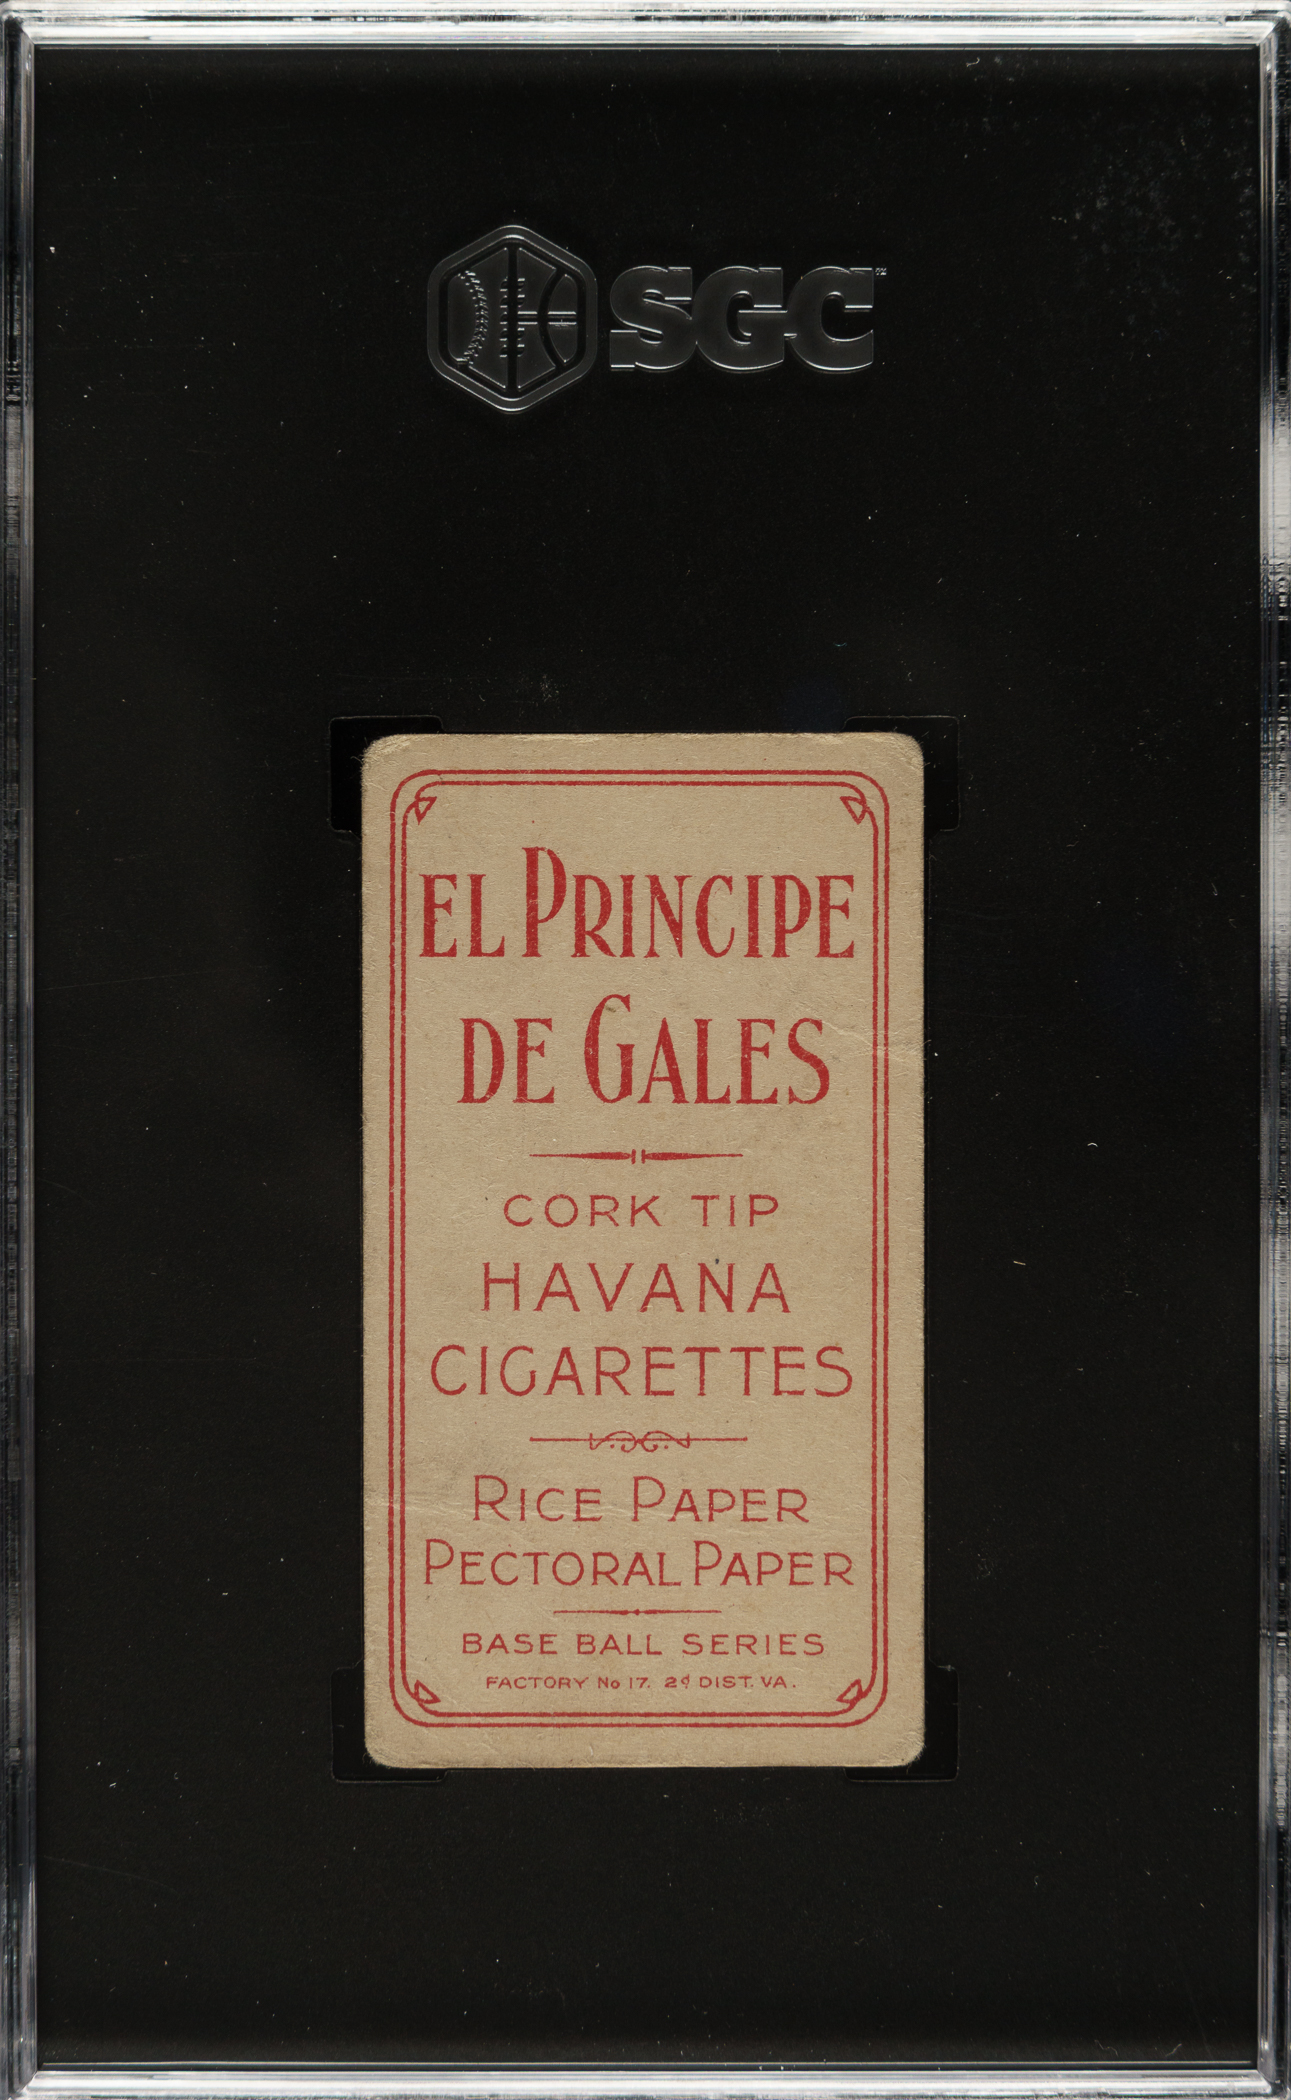 SGC
EL PRINCIPE
DE GALES
CORK TIP
HAVANA
CIGARETTES
RICE PAPER
PECTORAL PAPER
BASE BALL SERIES
FACTORY No 17. 2d DIST. VA.